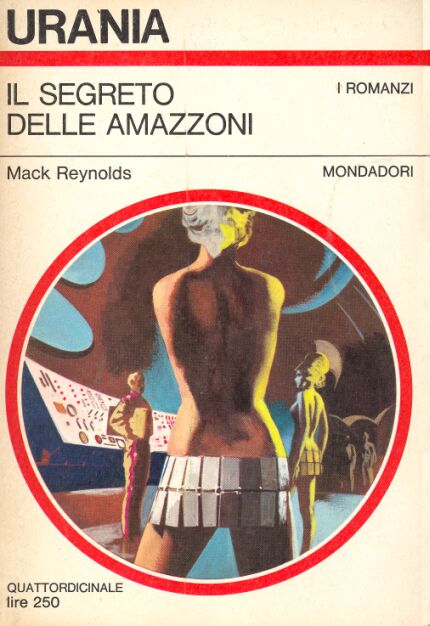 URANIA
IL SEGRETO
DELLE AMAZZONI
I ROMANZI
Mack Reynolds
MONDADORI
QUATTORDICINALE
lire 250